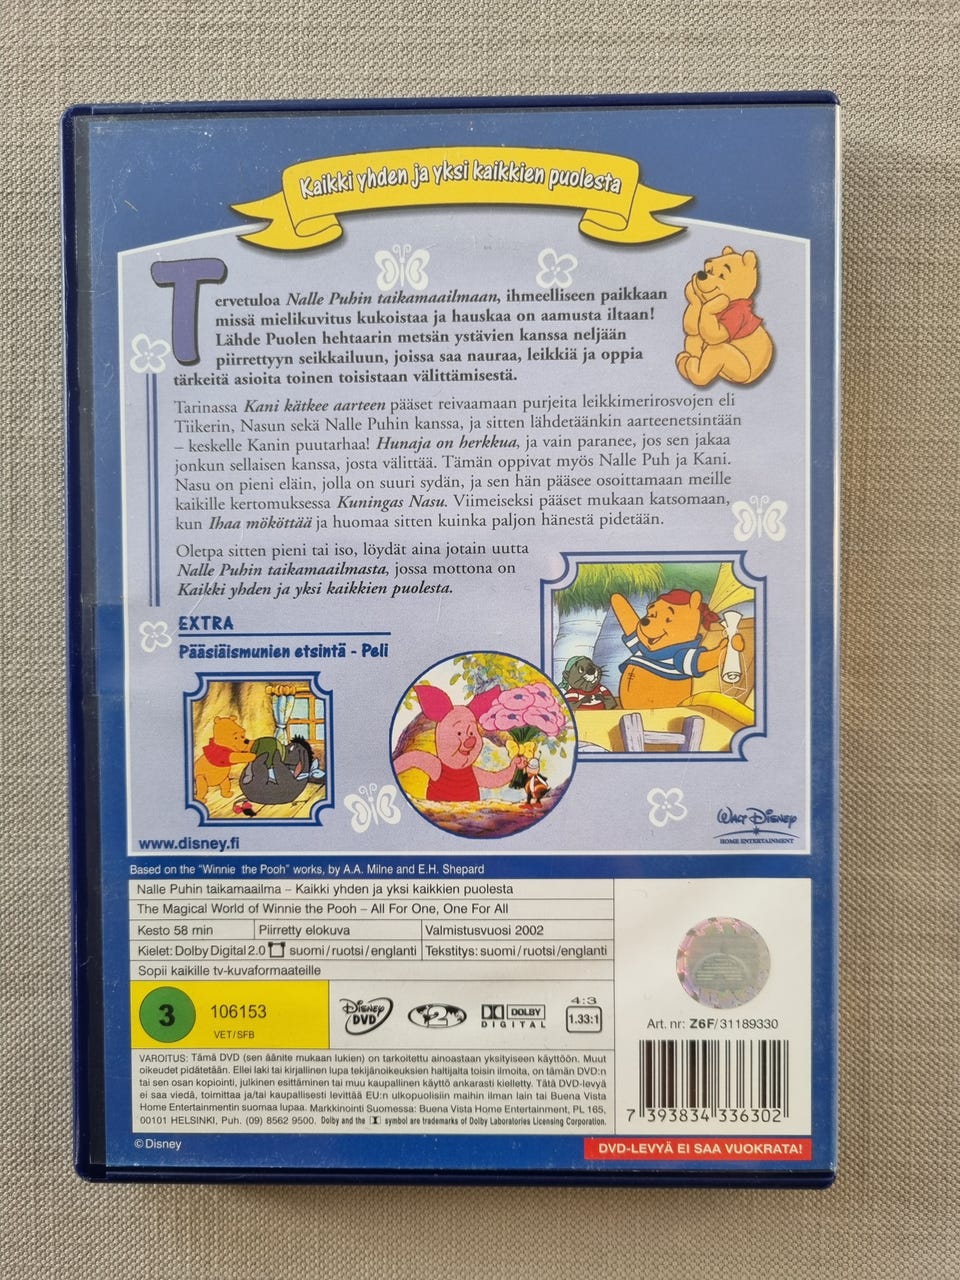 Kaikki yhden ja yksi kaikkien puolesta
Tervetuloa Nalle Puhin taikamaailmaan, ihmeelliseen paikkaan
missä mielikuvitus kukoistaa ja hauskaa on aamusta iltaan!
Lähde Puolen hehtaarin metsän ystävien kanssa neljään
piirrettyyn seikkailuun, joissa saa nauraa, leikkiä ja oppia
tärkeitä asioita toinen toisistaan välittämisestä.
Tarinassa Kani kätkee aarteen pääset reivaamaan purjeita leikkimerirosvojen eli
Tiikerin, Nasun sekä Nalle Puhin kanssa, ja sitten lähdetäänkin aarteenetsintään
– keskelle Kanin puutarhaa! Hunaja on herkkua, ja vain paranee, jos sen jakaa
jonkun sellaisen kanssa, josta välittää. Tämän oppivat myös Nalle Puh ja Kani.
Nasu on pieni eläin, jolla on suuri sydän, ja sen hän pääsee osoittamaan meille
kaikille kertomuksessa Kuningas Nasu. Viimeiseksi pääset mukaan katsomaan,
kun Ihaa mököttää ja huomaa sitten kuinka paljon hänestä pidetään.
Oletpa sitten pieni tai iso, löydät aina jotain uutta
Nalle Puhin taikamaailmasta, jossa mottona on
Kaikki yhden ja yksi kaikkien puolesta.
EXTRA
Pääsiäismunien etsintä - Peli
www.disney.fi
Walt Disney
HOME ENTERTAINMENT
Based on the "Winnie the Pooh" works, by A.A. Milne and E.H. Shepard
Nalle Puhin taikamaailma – Kaikki yhden ja yksi kaikkien puolesta
The Magical World of Winnie the Pooh – All For One, One For All
Kesto 58 min Piirretty elokuva Valmistusvuosi 2002
Kielet: Dolby Digital 2.0 suomi/ruotsi/englanti Tekstitys: suomi/ruotsi/englanti
Sopii kaikille tv-kuvaformaateille
3 106153
VET/SFB
Disney DVD
2
DOLBY
DIGITAL
4:3
1.33:1
Art. nr: Z6F/31189330
7 393834 336302
VAROITUS: Tämä DVD (sen äänite mukaan lukien) on tarkoitettu ainoastaan yksityiseen käyttöön. Muut
oikeudet pidätetään. Ellei laki tai kirjallinen lupa tekijänoikeuksien haltijalta toisin ilmoita, on tämän DVD:n
tai sen osan kopiointi, julkinen esittäminen tai muu kaupallinen käyttö ankarasti kielletty. Tätä DVD-levyä
ei saa viedä, toimittaa ja/tai kaupallisesti levittää EU:n ulkopuolisiin maihin ilman lain tai Buena Vista
Home Entertainmentin suomaa lupaa. Markkinointi Suomessa: Buena Vista Home Entertainment, PL 165,
00101 HELSINKI, Puh. (09) 8562 9500. Dolby and the symbol are trademarks of Dolby Laboratories Licensing Corporation.
© Disney
DVD-LEVYÄ EI SAA VUOKRATA!